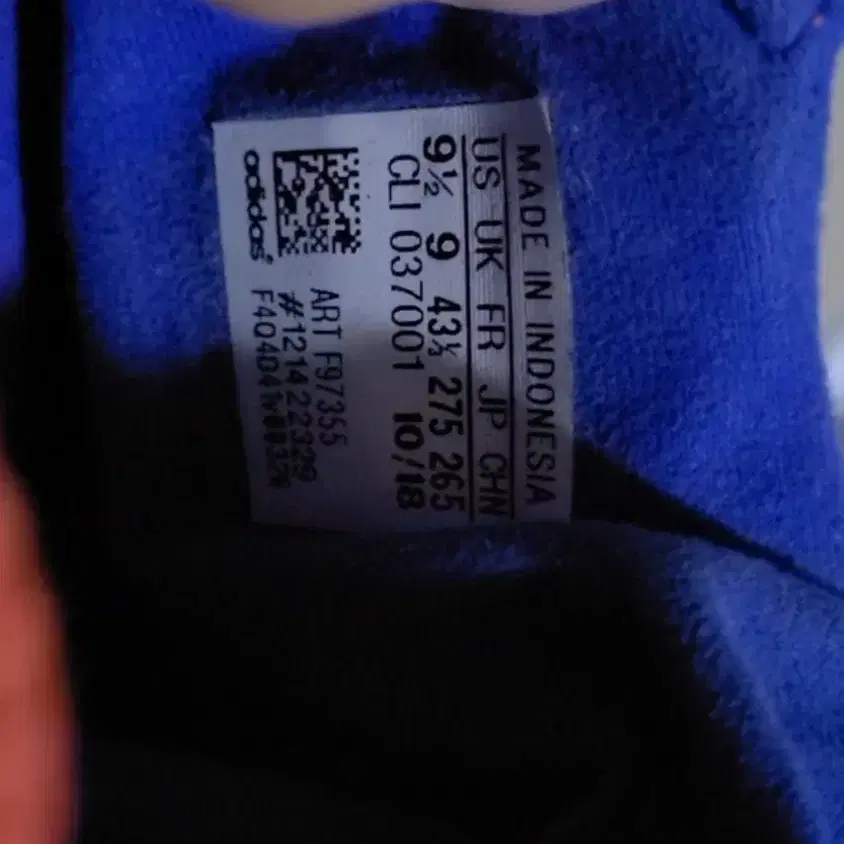 MADE IN INDONESIA
US UK FR JP CHN
9½ 9 43⅓ 275 265
CLI 037001 10/18
adidas
ART F97355
#121422329